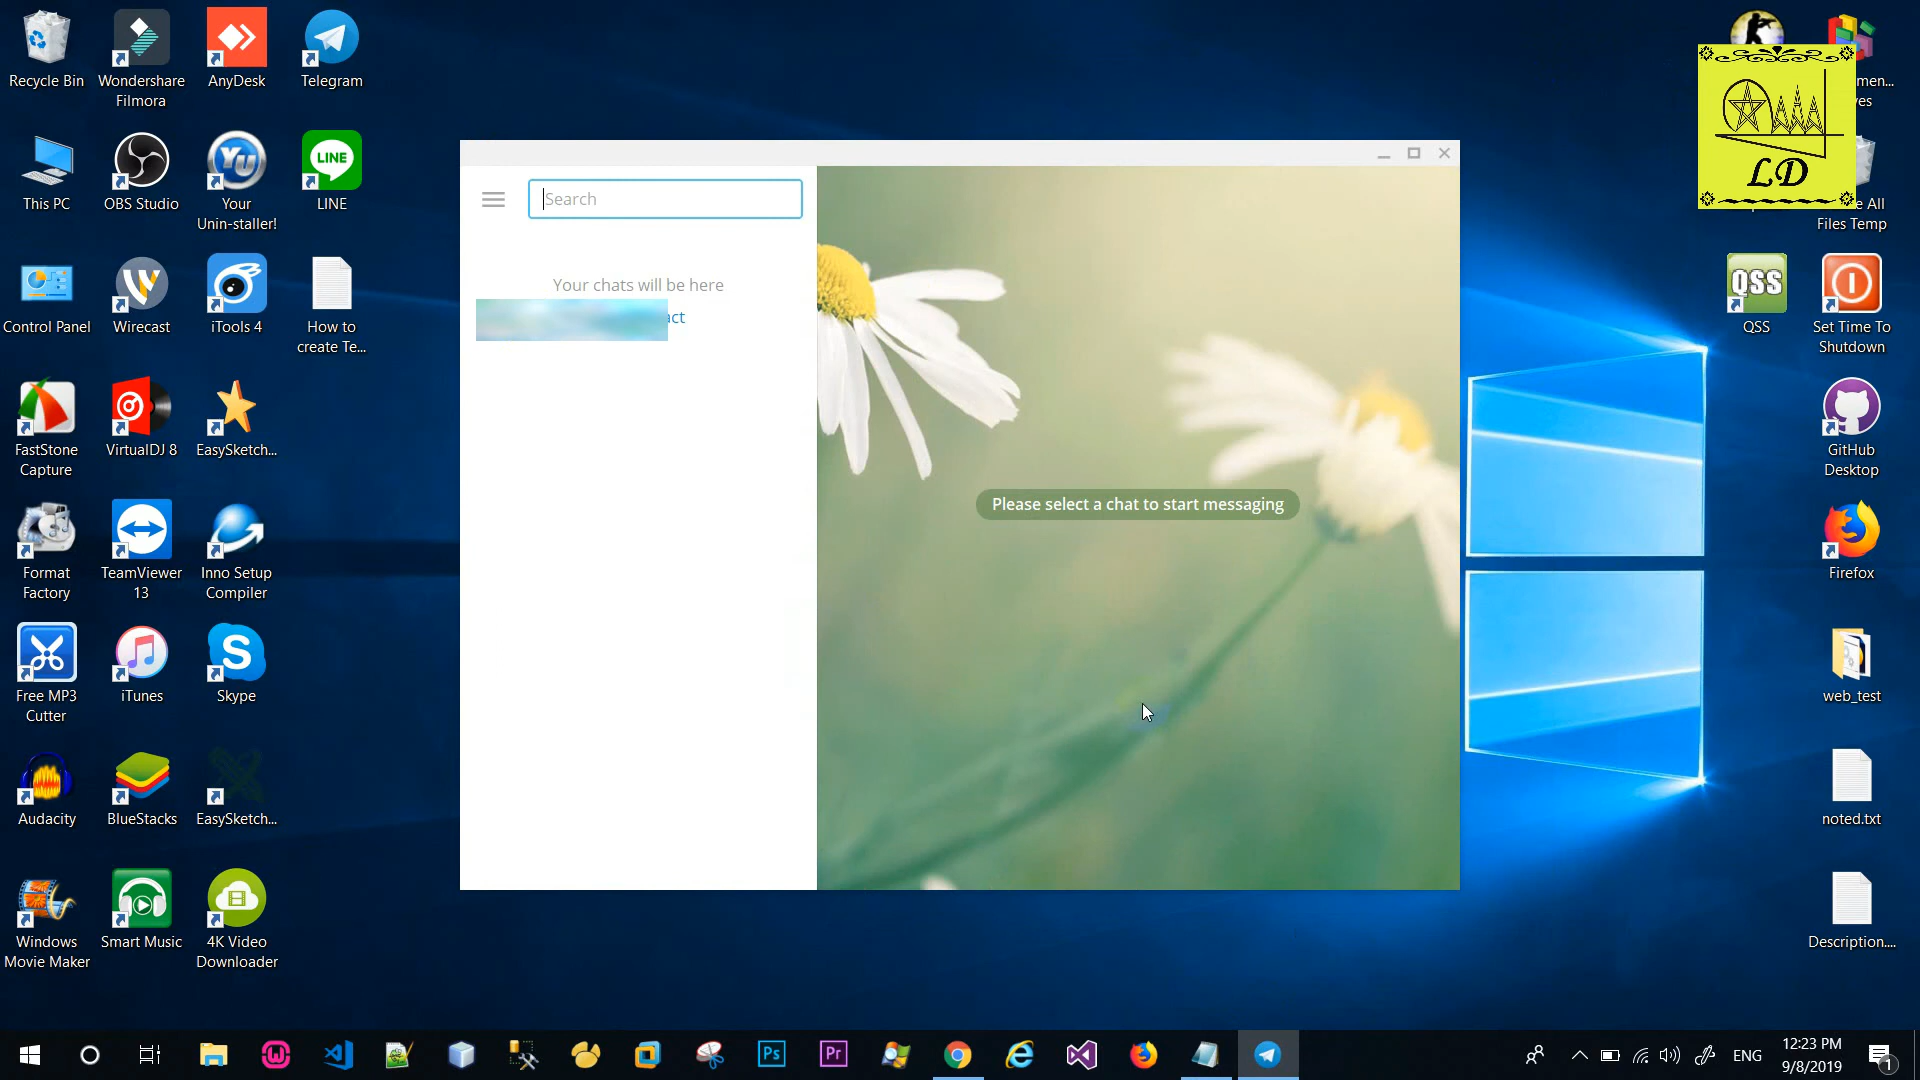 Recycle Bin
Wondershare
Filmora
AnyDesk
Telegram
This PC
OBS Studio
Your
Unin-staller!
LINE
LINE
Control Panel
Wirecast
iTools 4
How to
create Te...
FastStone
Capture
VirtualDJ 8
EasySketch...
Format
Factory
TeamViewer
13
Inno Setup
Compiler
Free MP3
Cutter
iTunes
Skype
Audacity
BlueStacks
EasySketch...
Windows
Movie Maker
Smart Music
4K Video
Downloader
Search
Your chats will be here
act
Please select a chat to start messaging
LD
men...
ves
e All
Files Temp
QSS
QSS
Set Time To
Shutdown
GitHub
Desktop
Firefox
web_test
noted.txt
Description....
Ps
Pr
ENG
12:23 PM
9/8/2019
1